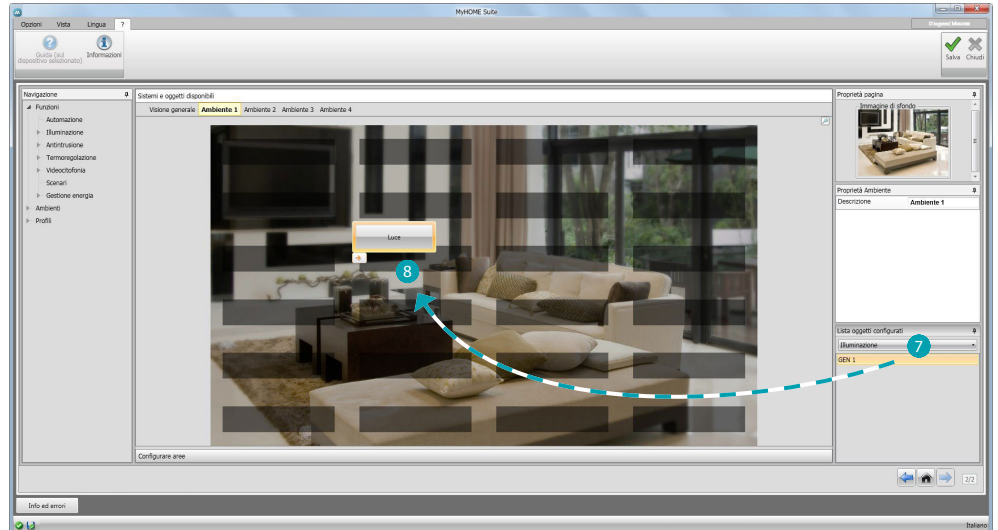 MyHOME Suite
Opzioni Vista Lingua ?
Guida (sul
dispositivo selezionato)
Informazioni
Salva Chiudi
Navigazione
Funzioni
Automazione
Illuminazione
Antintrusione
Termoregolazione
Videocitofonia
Scenari
Gestione energia
Ambienti
Profili
Sistemi e oggetti disponibili
Visione generale Ambiente 1 Ambiente 2 Ambiente 3 Ambiente 4
Luce
8
Configurare aree
Proprietà pagina
Immagine di sfondo
Proprietà Ambiente
Descrizione Ambiente 1
Lista oggetti configurati
Illuminazione
7
GEN 1
2/2
Info ed errori
Italiano